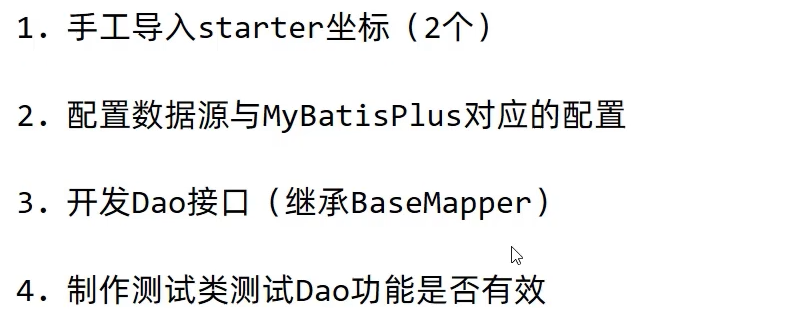 1. 手工导入starter坐标（2个）
2. 配置数据源与MyBatisPlus对应的配置
3. 开发Dao接口（继承BaseMapper）
4. 制作测试类测试Dao功能是否有效